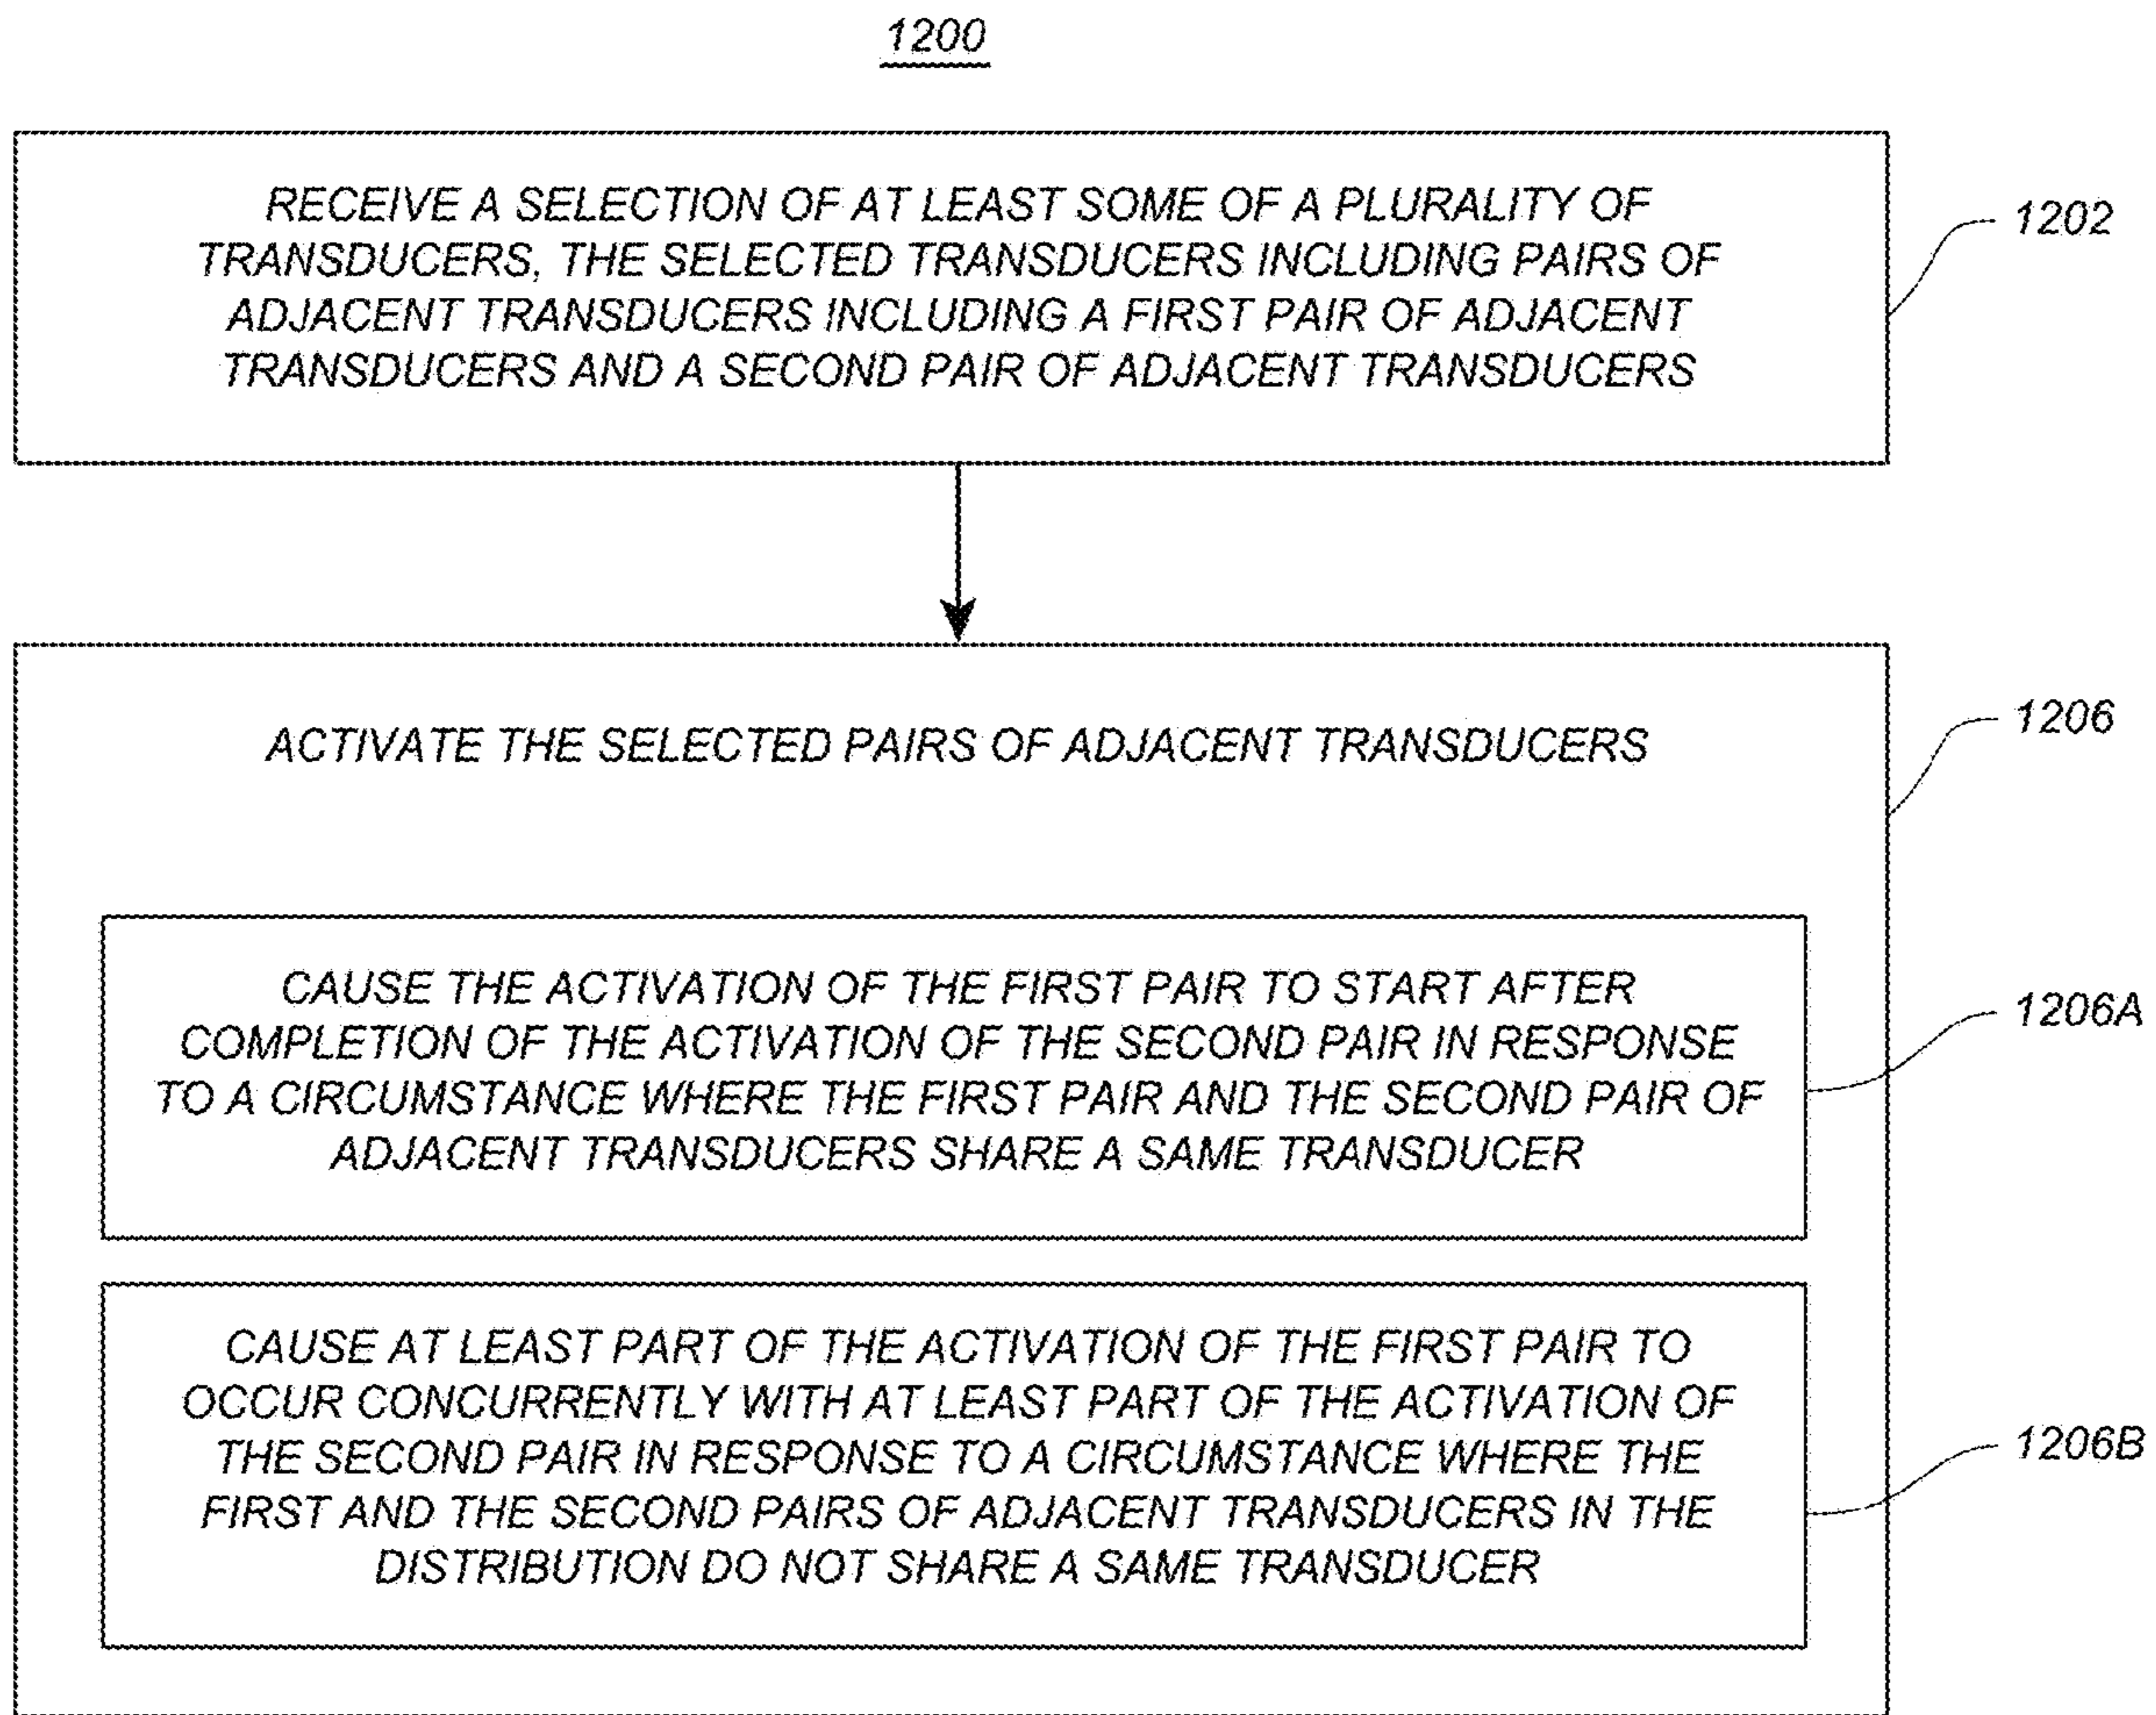 1200
RECEIVE A SELECTION OF AT LEAST SOME OF A PLURALITY OF
TRANSDUCERS, THE SELECTED TRANSDUCERS INCLUDING PAIRS OF
ADJACENT TRANSDUCERS INCLUDING A FIRST PAIR OF ADJACENT
TRANSDUCERS AND A SECOND PAIR OF ADJACENT TRANSDUCERS
1202
ACTIVATE THE SELECTED PAIRS OF ADJACENT TRANSDUCERS
1206
CAUSE THE ACTIVATION OF THE FIRST PAIR TO START AFTER
COMPLETION OF THE ACTIVATION OF THE SECOND PAIR IN RESPONSE
TO A CIRCUMSTANCE WHERE THE FIRST PAIR AND THE SECOND PAIR OF
ADJACENT TRANSDUCERS SHARE A SAME TRANSDUCER
1206A
CAUSE AT LEAST PART OF THE ACTIVATION OF THE FIRST PAIR TO
OCCUR CONCURRENTLY WITH AT LEAST PART OF THE ACTIVATION OF
THE SECOND PAIR IN RESPONSE TO A CIRCUMSTANCE WHERE THE
FIRST AND THE SECOND PAIRS OF ADJACENT TRANSDUCERS IN THE
DISTRIBUTION DO NOT SHARE A SAME TRANSDUCER
1206B